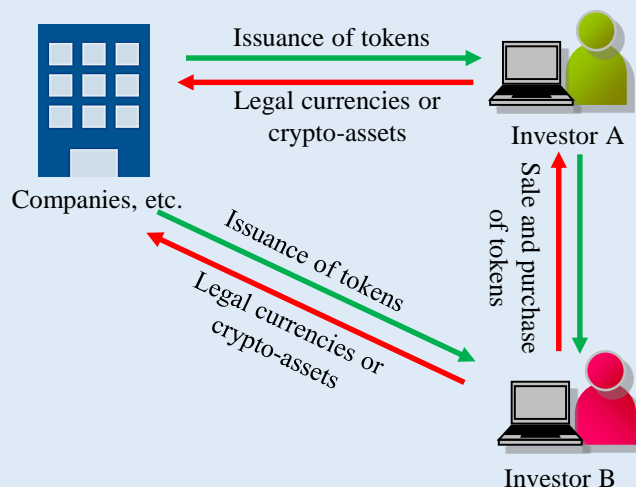 Issuance of tokens
Legal currencies or
crypto-assets
Investor A
Companies, etc.
Issuance of tokens
Legal currencies or
crypto-assets
Sale and purchase
of tokens
Investor B